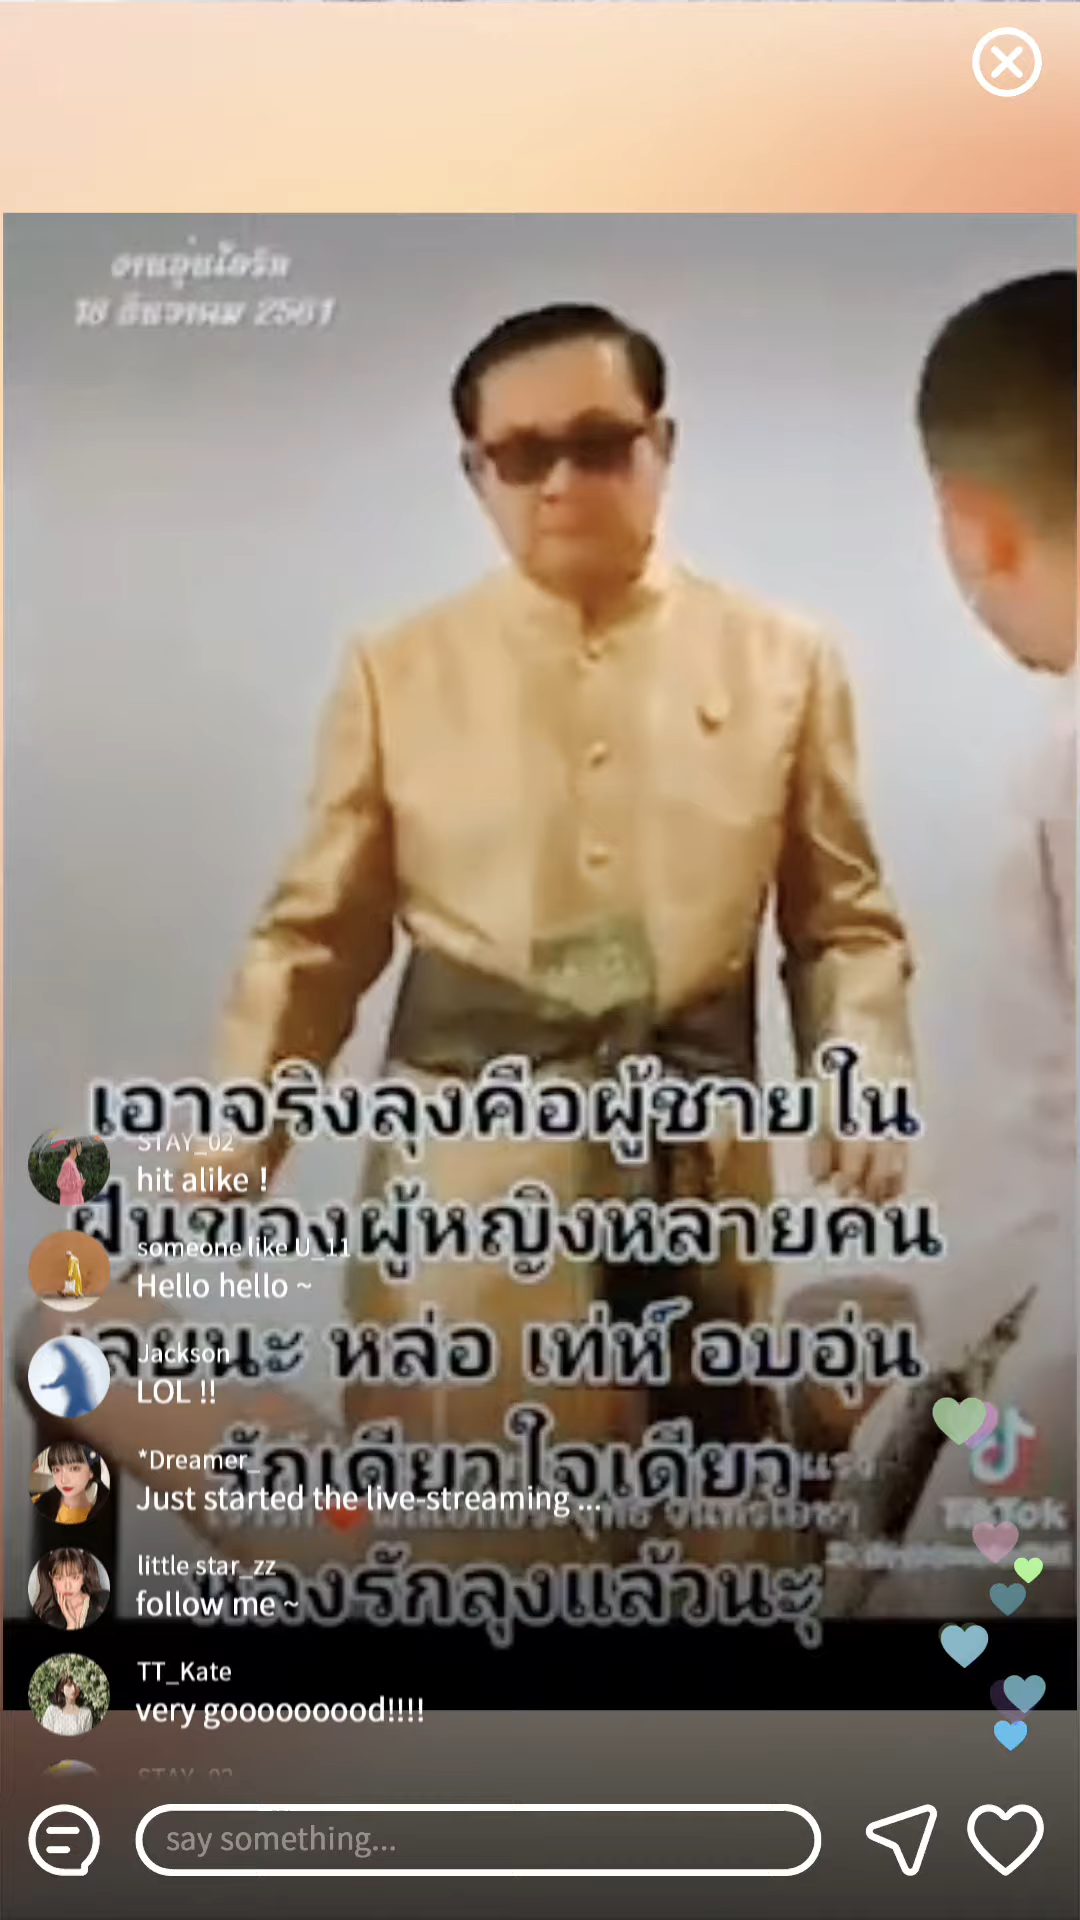 งานอุ่นไอรัก
18 ธันวาคม 2561
เอาจริงลุงคือผู้ชายใน
STAY_02
hit alike !
ฝันของผู้หญิงหลายคน
someone like U_11
Hello hello ~
เลยนะ หล่อ เท่ห์ อบอุ่น
Jackson
LOL !!
รักเดียวใจเดียว
*Dreamer_
Just started the live-streaming ...
TikTok
หลงรักลุงแล้วนะ
little star_zz
follow me ~
TT_Kate
very gooooooood!!!!
STAY_02
say something...